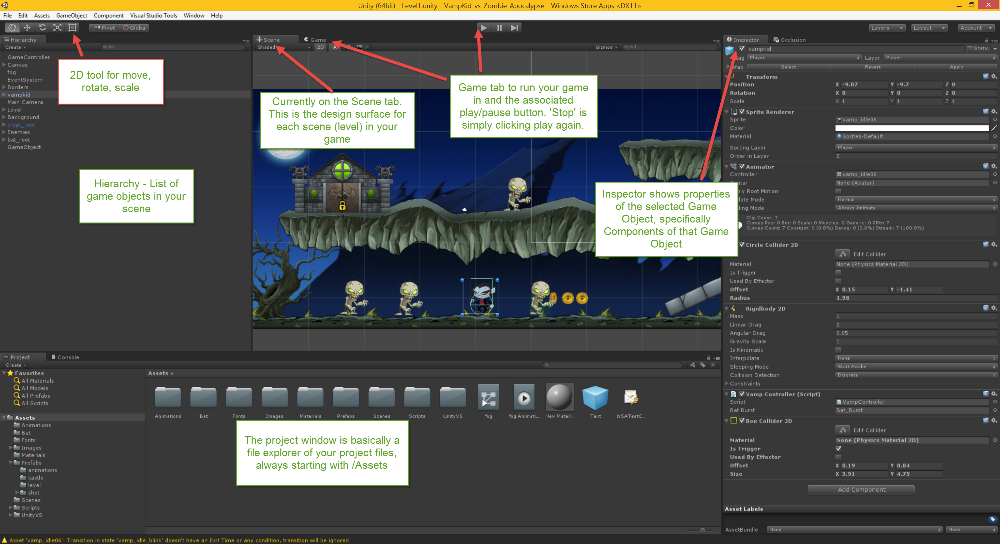 Unity (64bit) - Level1.unity - VampKid-vs-Zombie-Apocalypse - Windows Store Apps <DX11>
File Edit Assets GameObject Component Visual Studio Tools Window Help
Pivot Global
Layers Layout Account
Hierarchy
Create All
GameController
Canvas
fog
EventSystem
Borders
vampkid
Main Camera
Level
Background
crypt_root
Enemies
bat_root
GameObject
2D tool for move,
rotate, scale
Hierarchy - List of
game objects in your
scene
Scene Game
Shaded 2D Gizmos All
Currently on the Scene tab.
This is the design surface for
each scene (level) in your
game
Game tab to run your game
in and the associated
play/pause button. 'Stop' is
simply clicking play again.
Inspector shows properties
of the selected Game
Object, specifically
Components of that Game
Object
Inspector Occlusion
vampkid Static
Player Layer Player
Select Revert Apply
Transform
Position X -9.07 Y -9.7 Z 0
Rotation X 0 Y 0 Z 0
Scale X 1 Y 1 Z 1
Sprite Renderer
Sprite vamp_idle06
Color
Material Sprites-Default
Sorting Layer Player
Order in Layer 0
Animator
Controller vamp_idle06
None (Avatar)
Root Motion
Mode Normal
Mode Always Animate
Clip Count: 7
Curves Pos: 0 Rot: 0 Scale: 0 Muscles: 0 Generic: 0 PPtr: 7
Curves Count: 7 Constant: 0 (0.0%) Dense: 0 (0.0%) Stream: 7 (100.0%)
Circle Collider 2D
Edit Collider
Material None (Physics Material 2D)
Is Trigger
Used By Effector
Offset X 0.15 Y -1.41
Radius 1.98
Rigidbody 2D
Mass 1
Linear Drag 0
Angular Drag 0.05
Gravity Scale 1
Is Kinematic
Interpolate None
Sleeping Mode Start Awake
Collision Detection Discrete
Constraints
Vamp Controller (Script)
Script VampController
Bat Burst Bat_Burst
Box Collider 2D
Edit Collider
Material None (Physics Material 2D)
Is Trigger
Used By Effector
Offset X 0.19 Y 0.84
Size X 3.91 Y 4.75
Add Component
Asset Labels
AssetBundle None None
Project Console
Create
Favorites
All Materials
All Models
All Prefabs
All Scripts
Assets
Animations
Bat
Fonts
Images
Materials
Prefabs
animations
castle
level
shot
Scenes
Scripts
UnityVS
Assets
Animations Bat Fonts Images Materials Prefabs Scenes Scripts UnityVS fog fog Animati... New Materi... Text WSATestC...
The project window is basically a
file explorer of your project files,
always starting with /Assets
Asset 'vamp_idle06': Transition in state 'vamp_idle_blink' doesn't have an Exit Time or any condition, transition will be ignored